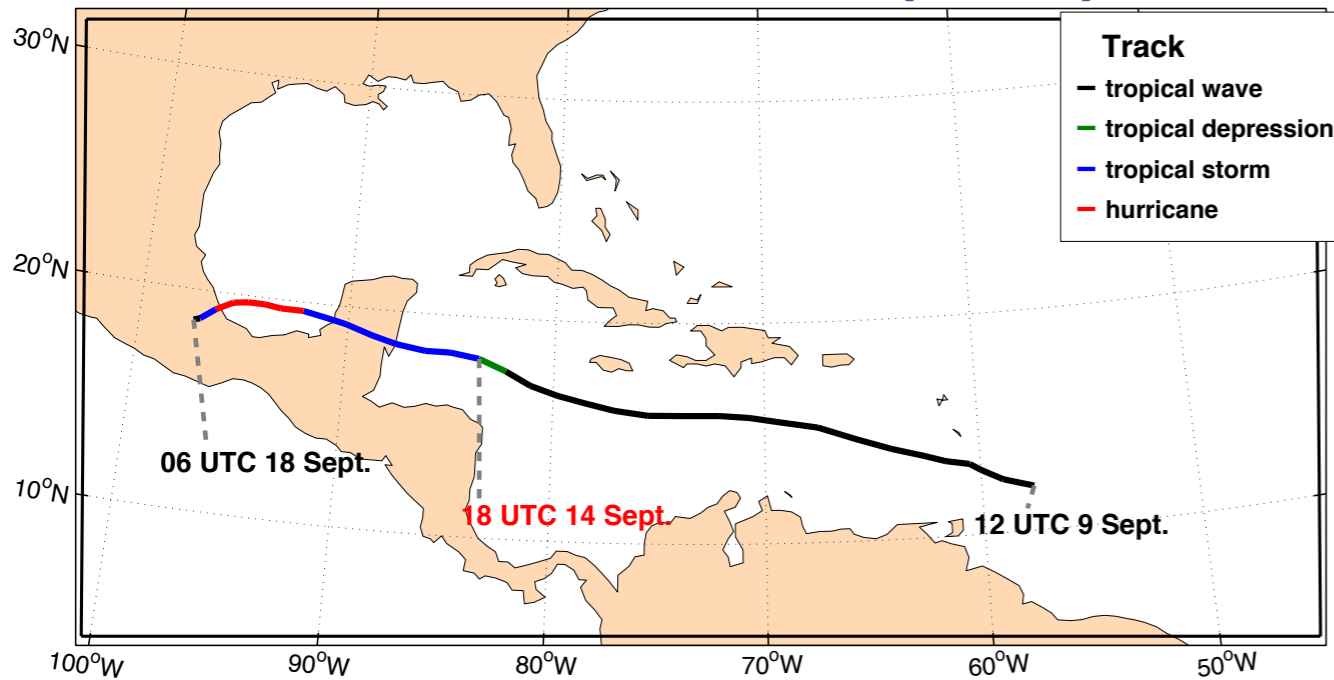 30°N
20°N
10°N
100°W
90°W
80°W
70°W
60°W
50°W
Track
tropical wave
tropical depression
tropical storm
hurricane
06 UTC 18 Sept.
18 UTC 14 Sept.
12 UTC 9 Sept.